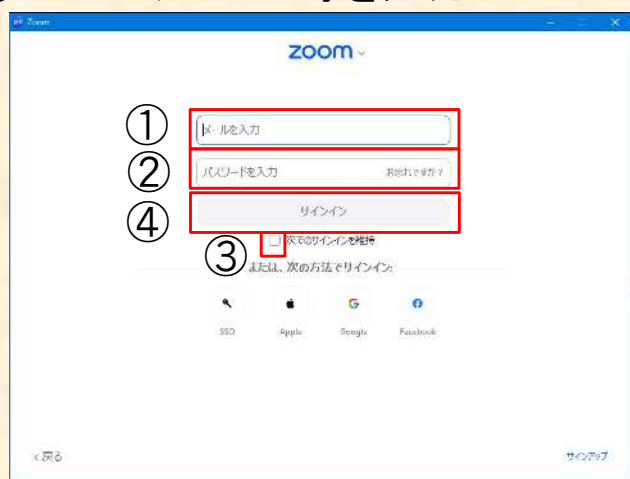 Zoom
zoom
①
メールを入力
②
パスワードを入力
お忘れですか?
④
サインイン
③
次でのサインインを維持
または、次の方法でサインイン:
SSO
Apple
Google
Facebook
<戻る
サインアップ